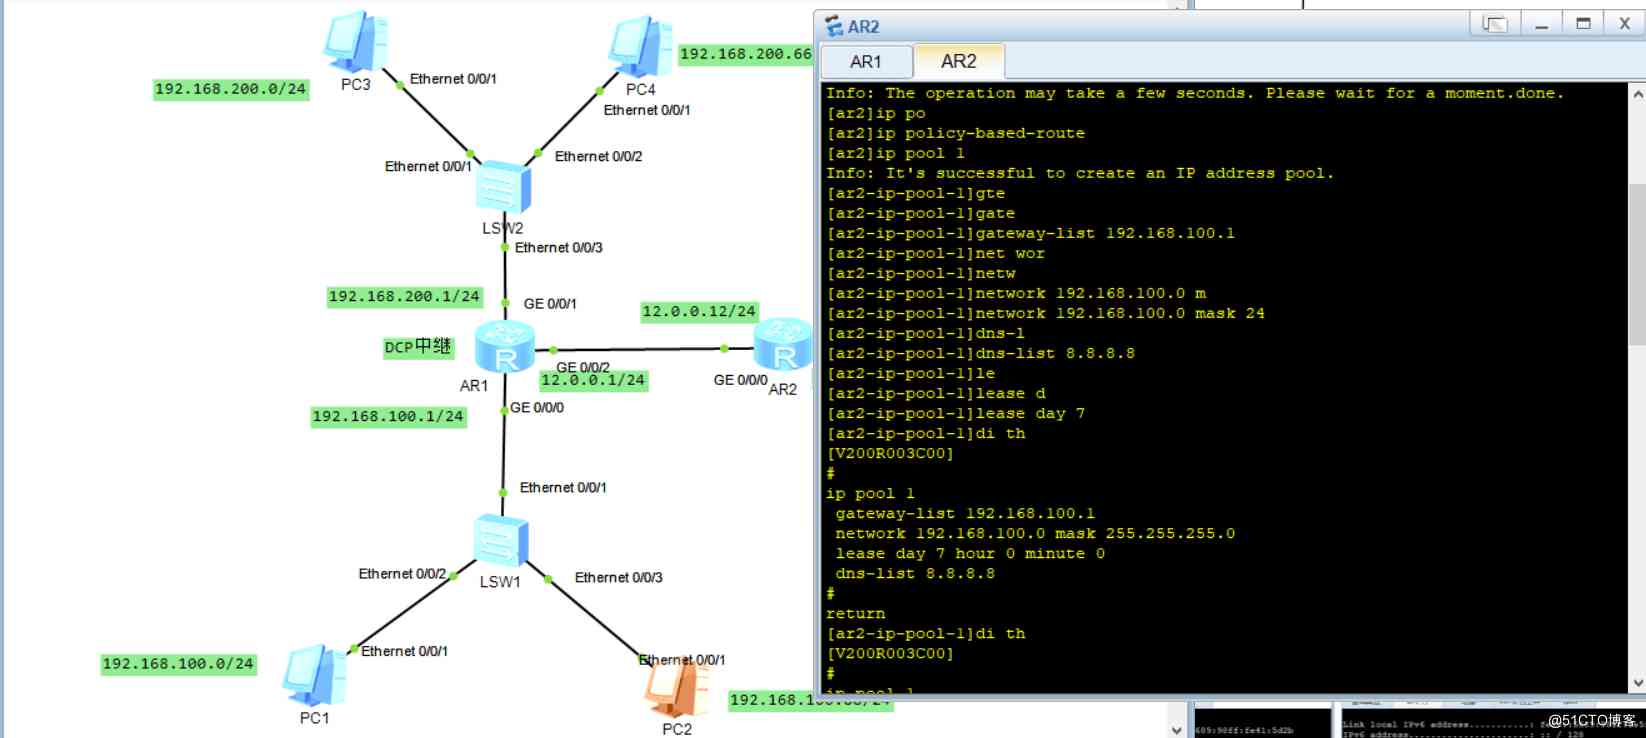 PC3
192.168.200.0/24
Ethernet 0/0/1
PC4
192.168.200.66
Ethernet 0/0/1
Ethernet 0/0/1
Ethernet 0/0/2
LSW2
Ethernet 0/0/3
192.168.200.1/24
GE 0/0/1
12.0.0.12/24
DCP中继
GE 0/0/2
12.0.0.1/24
GE 0/0/0
AR2
AR1
192.168.100.1/24
GE 0/0/0
Ethernet 0/0/1
Ethernet 0/0/2
LSW1
Ethernet 0/0/3
192.168.100.0/24
Ethernet 0/0/1
Ethernet 0/0/1
PC1
PC2
AR2
AR1
AR2
Info: The operation may take a few seconds. Please wait for a moment.done.
[ar2]ip po
[ar2]ip policy-based-route
[ar2]ip pool 1
Info: It's successful to create an IP address pool.
[ar2-ip-pool-1]gte
[ar2-ip-pool-1]gate
[ar2-ip-pool-1]gateway-list 192.168.100.1
[ar2-ip-pool-1]net wor
[ar2-ip-pool-1]netw
[ar2-ip-pool-1]network 192.168.100.0 m
[ar2-ip-pool-1]network 192.168.100.0 mask 24
[ar2-ip-pool-1]dns-l
[ar2-ip-pool-1]dns-list 8.8.8.8
[ar2-ip-pool-1]le
[ar2-ip-pool-1]lease d
[ar2-ip-pool-1]lease day 7
[ar2-ip-pool-1]di th
[V200R003C00]
#
ip pool 1
gateway-list 192.168.100.1
network 192.168.100.0 mask 255.255.255.0
lease day 7 hour 0 minute 0
dns-list 8.8.8.8
#
return
[ar2-ip-pool-1]di th
[V200R003C00]
#
ip pool 1
Link local IPv6 address
IPv6 address...........: :: / 128
@51CTO博客